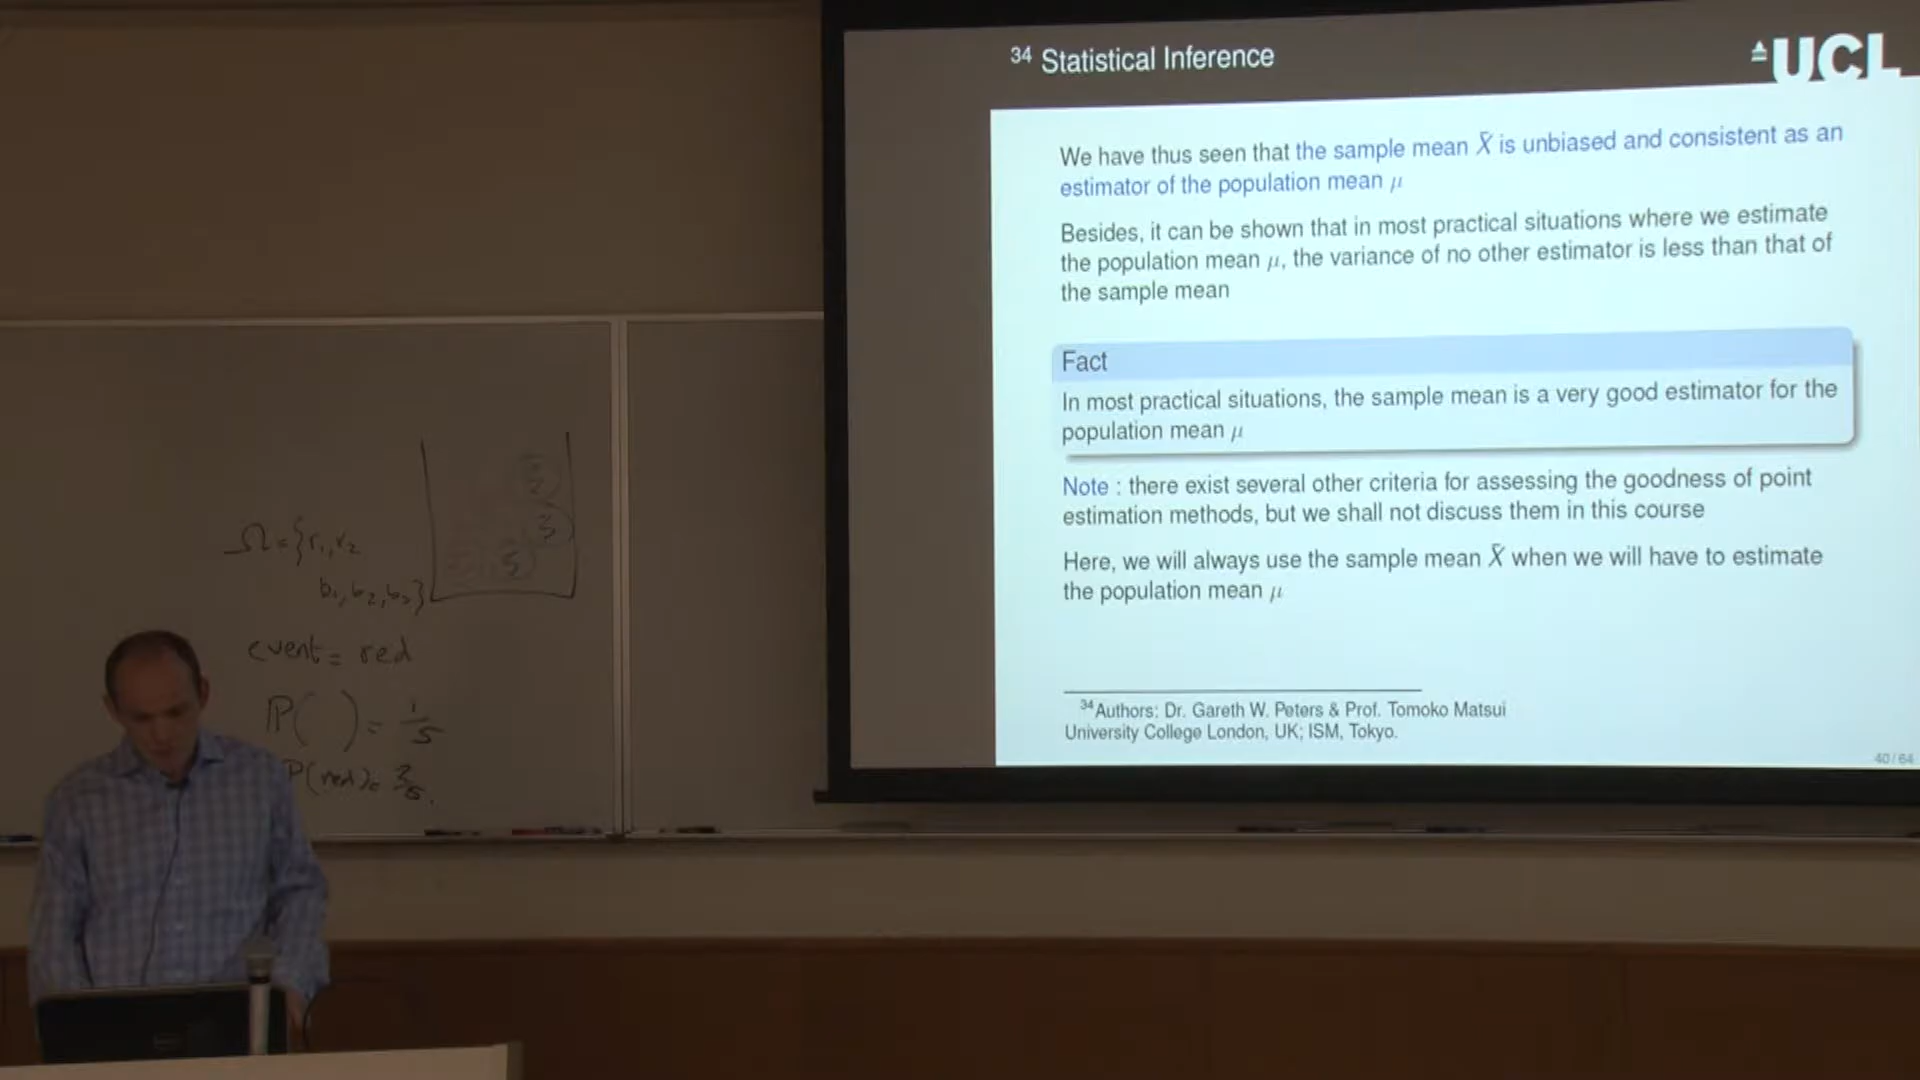 34 Statistical Inference
UCL
We have thus seen that the sample mean X̄ is unbiased and consistent as an
estimator of the population mean μ
Besides, it can be shown that in most practical situations where we estimate
the population mean μ, the variance of no other estimator is less than that of
the sample mean
Fact
In most practical situations, the sample mean is a very good estimator for the
population mean μ
Note : there exist several other criteria for assessing the goodness of point
estimation methods, but we shall not discuss them in this course
Here, we will always use the sample mean X̄ when we will have to estimate
the population mean μ
34Authors: Dr. Gareth W. Peters & Prof. Tomoko Matsui
University College London, UK; ISM, Tokyo.
40/64
Ω={r₁,r₂
b₁,b₂,b₃}
event= red
P( )= 1/5